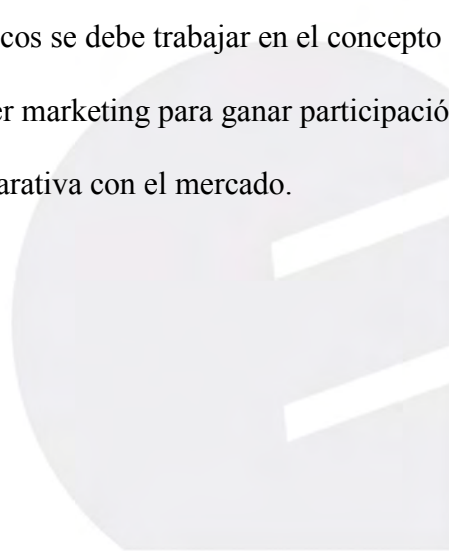 cos se debe trabajar en el concepto
er marketing para ganar participació
arativa con el mercado.